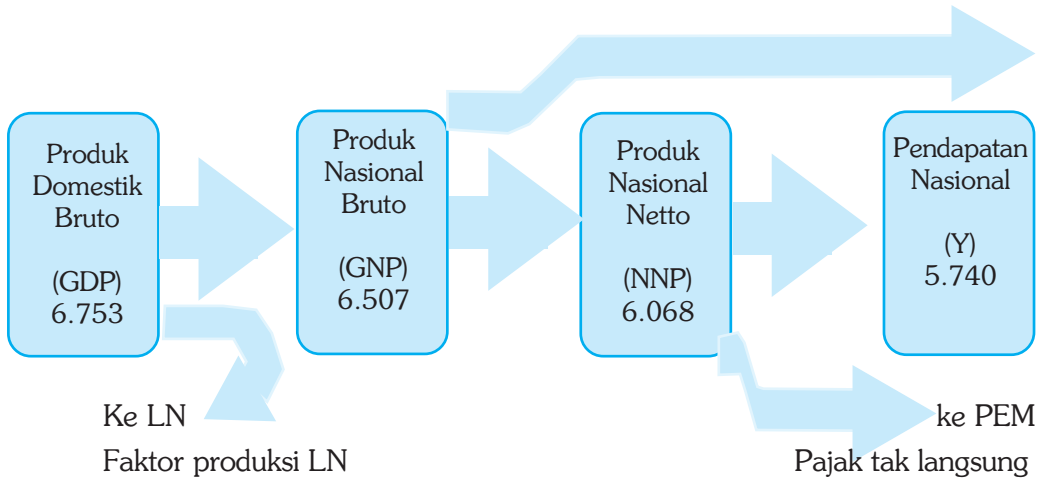 Produk
Domestik
Bruto
(GDP)
6.753
Produk
Nasional
Bruto
(GNP)
6.507
Produk
Nasional
Netto
(NNP)
6.068
Pendapatan
Nasional
(Y)
5.740
Ke LN
Faktor produksi LN
ke PEM
Pajak tak langsung